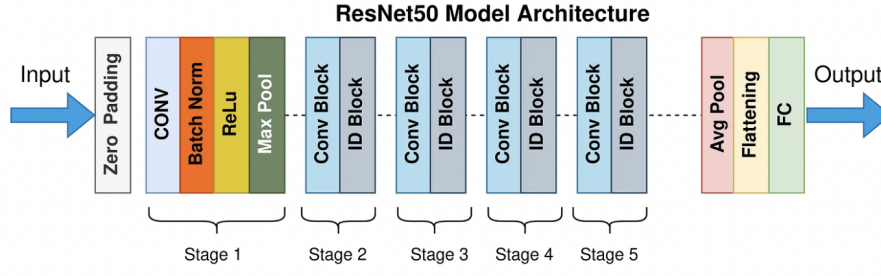 ResNet50 Model Architecture
Input
Zero Padding
CONV
Batch Norm
ReLu
Max Pool
Conv Block
ID Block
Conv Block
ID Block
Conv Block
ID Block
Conv Block
ID Block
Avg Pool
Flattening
FC
Output
Stage 1
Stage 2
Stage 3
Stage 4
Stage 5